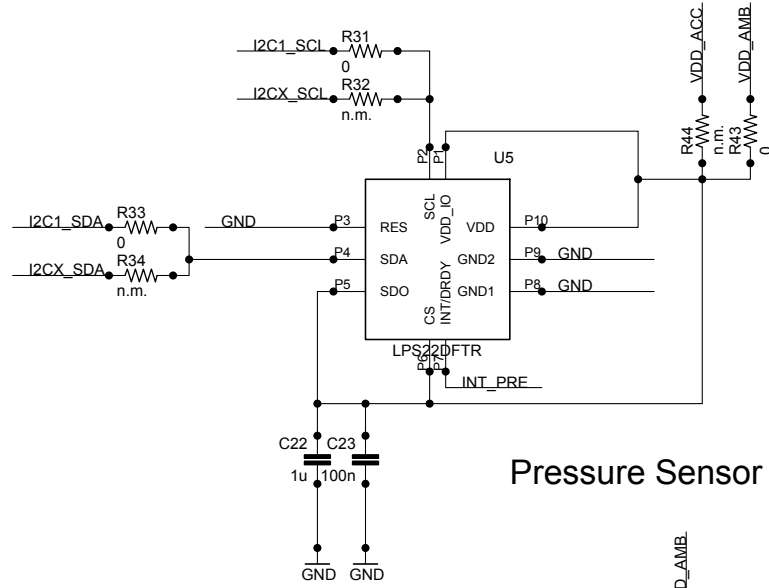 R31
I2C1_SCL
0
R32
I2CX_SCL
n.m.
VDD_ACC
VDD_AMB
R44
n.m.
R43
0
P2
P1
U5
R33
I2C1_SDA
0
R34
I2CX_SDA
n.m.
GND
P3
RES
SCL
VDD_IO
VDD
P10
P4
SDA
GND2
P9
GND
P5
SDO
CS
INT/DRDY
GND1
P8
GND
LPS22DFTR
P6
P7
INT_PRE
C22
1u
C23
100n
GND
GND
Pressure Sensor
D_AMB